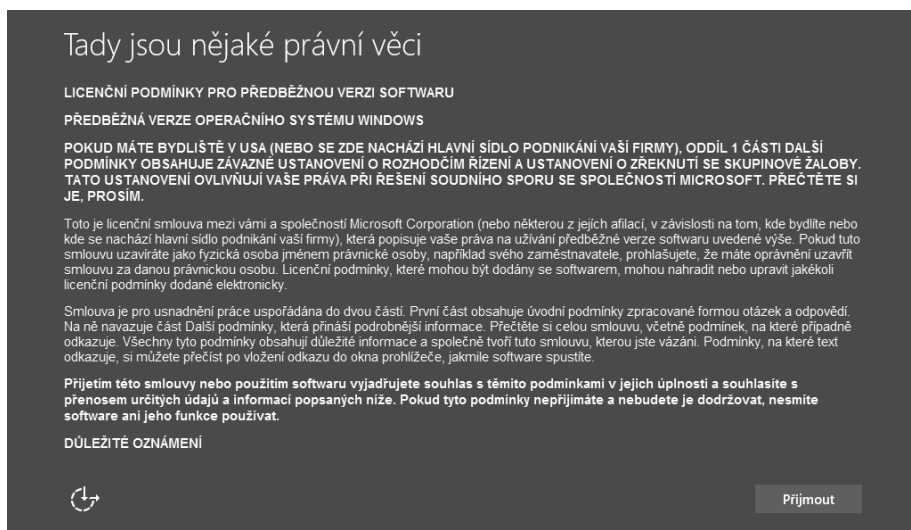 Tady jsou nějaké právní věci
LICENČNÍ PODMÍNKY PRO PŘEDBĚŽNOU VERZI SOFTWARU
PŘEDBĚŽNÁ VERZE OPERAČNÍHO SYSTÉMU WINDOWS
POKUD MÁTE BYDLIŠTĚ V USA (NEBO SE ZDE NACHÁZÍ HLAVNÍ SÍDLO PODNIKÁNÍ VAŠÍ FIRMY), ODDÍL 1 ČÁSTI DALŠÍ
PODMÍNKY OBSAHUJE ZÁVAZNÉ USTANOVENÍ O ROZHODČÍM ŘÍZENÍ A USTANOVENÍ O ZŘEKNUTÍ SE SKUPINOVÉ ŽALOBY.
TATO USTANOVENÍ OVLIVŇUJÍ VAŠE PRÁVA PŘI ŘEŠENÍ SOUDNÍHO SPORU SE SPOLEČNOSTÍ MICROSOFT. PŘEČTĚTE SI
JE, PROSÍM.
Toto je licenční smlouva mezi vámi a společností Microsoft Corporation (nebo některou z jejích afilací, v závislosti na tom, kde bydlíte nebo
kde se nachází hlavní sídlo podnikání vaší firmy), která popisuje vaše práva na užívání předběžné verze softwaru uvedené výše. Pokud tuto
smlouvu uzavíráte jako fyzická osoba jménem právnické osoby, například svého zaměstnavatele, prohlašujete, že máte oprávnění uzavřít
smlouvu za danou právnickou osobu. Licenční podmínky, které mohou být dodány se softwarem, mohou nahradit nebo upravit jakékoli
licenční podmínky dodané elektronicky.
Smlouva je pro usnadnění práce uspořádána do dvou částí. První část obsahuje úvodní podmínky zpracované formou otázek a odpovědí.
Na ně navazuje část Další podmínky, která přináší podrobnější informace. Přečtěte si celou smlouvu, včetně podmínek, na které případně
odkazuje. Všechny tyto podmínky obsahují důležité informace a společně tvoří tuto smlouvu, kterou jste vázáni. Podmínky, na které text
odkazuje, si můžete přečíst po vložení odkazu do okna prohlížeče, jakmile software spustíte.
Přijetím této smlouvy nebo použitím softwaru vyjadřujete souhlas s těmito podmínkami v jejich úplnosti a souhlasíte s
přenosem určitých údajů a informací popsaných níže. Pokud tyto podmínky nepřijímáte a nebudete je dodržovat, nesmíte
software ani jeho funkce používat.
DŮLEŽITÉ OZNÁMENÍ
Přijmout